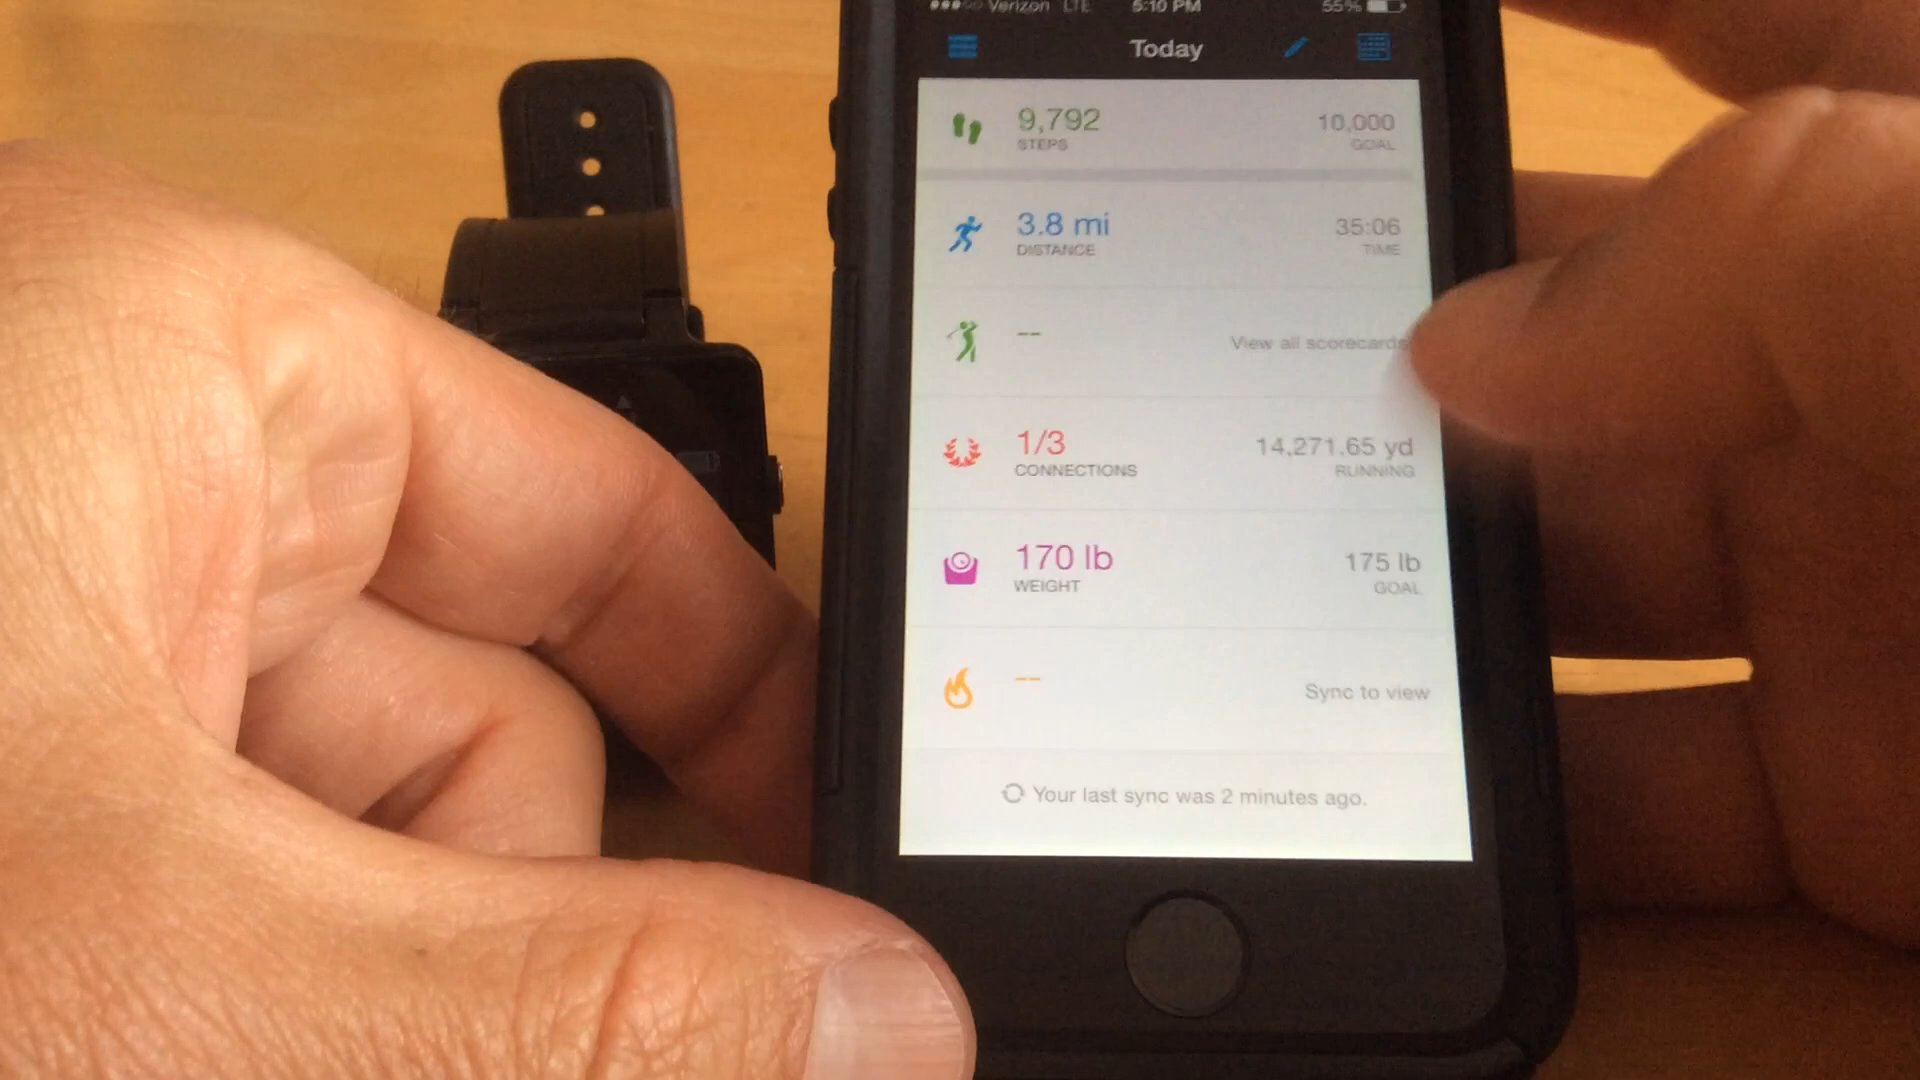 Verizon LTE 5:10 PM 55%
Today
9,792 10,000
STEPS GOAL
3.8 mi 35:06
DISTANCE TIME
-- View all scorecards
1/3 14,271.65 yd
CONNECTIONS RUNNING
170 lb 175 lb
WEIGHT GOAL
-- Sync to view
Your last sync was 2 minutes ago.